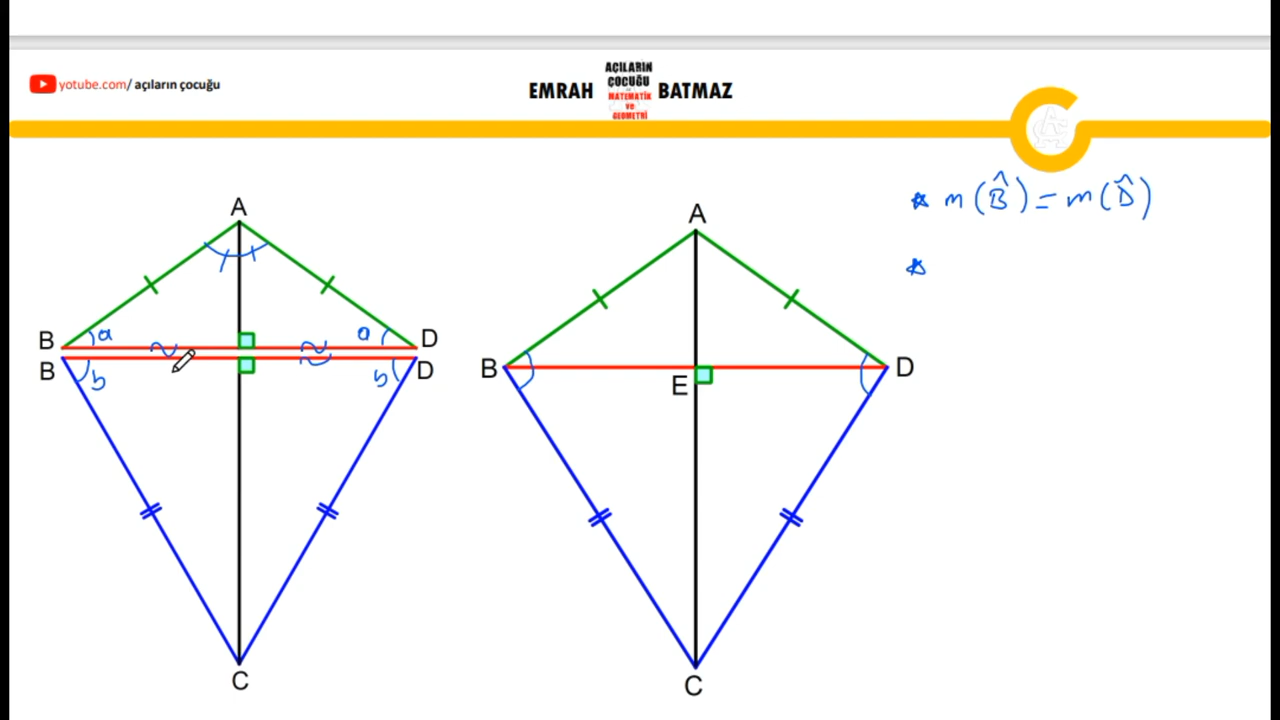 yotube.com/ açıların çocuğu
EMRAH
AÇILARIN
ÇOCUĞU
MATEMATİK
ve
GEOMETRİ
BATMAZ
m(B̂) = m(D̂)
A
B
a
a
D
B
b
b
D
C
A
B
E
D
C